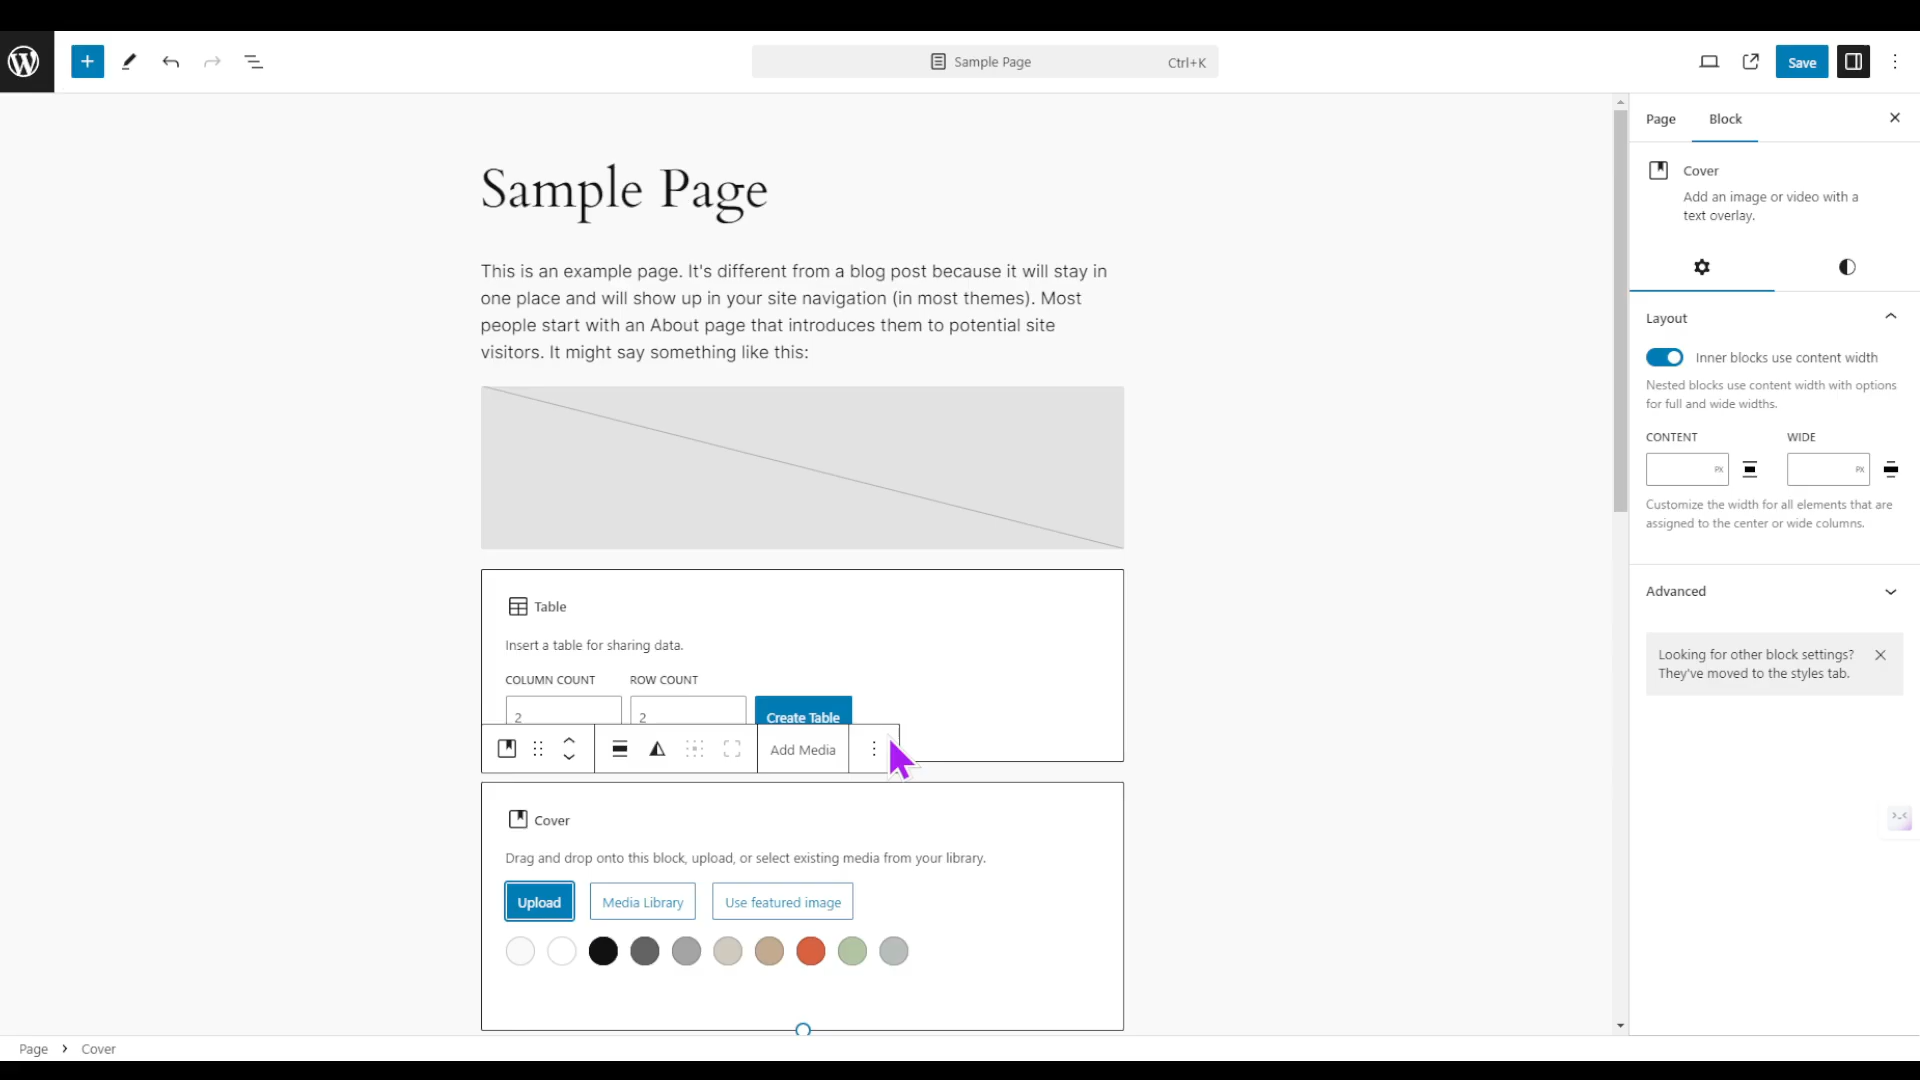 Sample Page Ctrl+K
Save
Page Block
Cover
Add an image or video with a
text overlay.
Layout
Inner blocks use content width
Nested blocks use content width with options
for full and wide widths.
CONTENT WIDE
PX PX
Customize the width for all elements that are
assigned to the center or wide columns.
Advanced
Looking for other block settings?
They've moved to the styles tab.
Sample Page
This is an example page. It's different from a blog post because it will stay in
one place and will show up in your site navigation (in most themes). Most
people start with an About page that introduces them to potential site
visitors. It might say something like this:
Table
Insert a table for sharing data.
COLUMN COUNT ROW COUNT
2 2 Create Table
Add Media
Cover
Drag and drop onto this block, upload, or select existing media from your library.
Upload Media Library Use featured image
Page > Cover